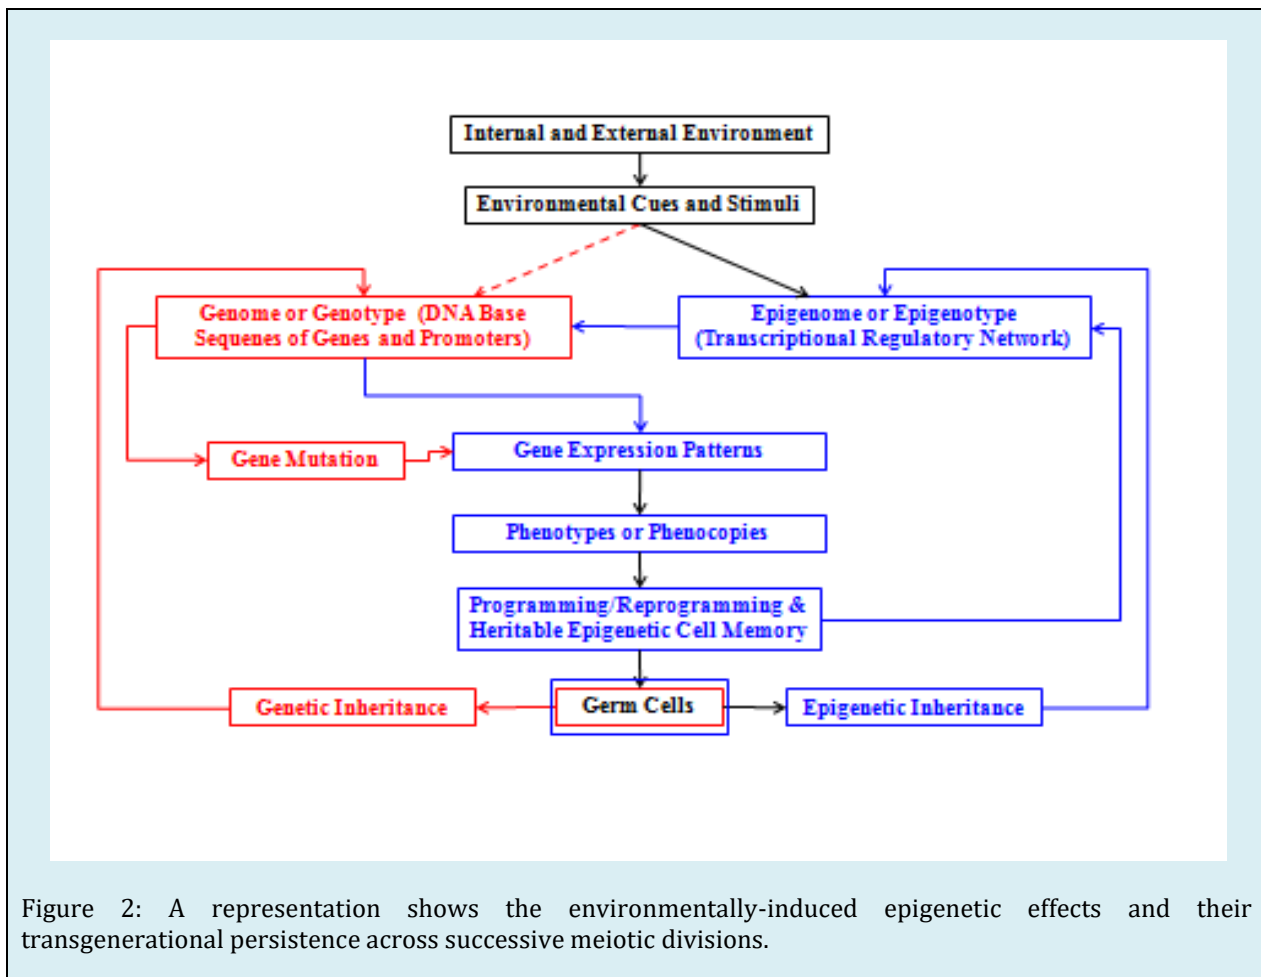 Internal and External Environment
Environmental Cues and Stimuli
Genome or Genotype (DNA Base
Sequenes of Genes and Promoters)
Epigenome or Epigenotype
(Transcriptional Regulatory Network)
Gene Mutation
Gene Expression Patterns
Phenotypes or Phenocopies
Programming/Reprogramming &
Heritable Epigenetic Cell Memory
Genetic Inheritance
Germ Cells
Epigenetic Inheritance
Figure 2: A representation shows the environmentally-induced epigenetic effects and their
transgenerational persistence across successive meiotic divisions.